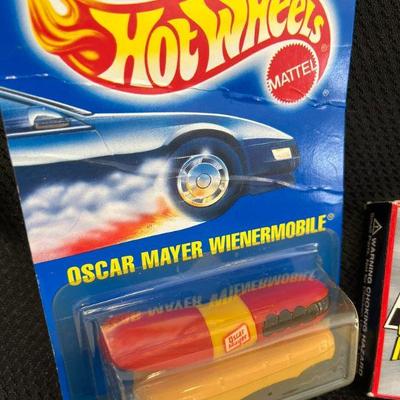 Hot Wheels
MATTEL
OSCAR MAYER WIENERMOBILE®
Oscar
Mayer
WARNING: CHOKING HAZARD